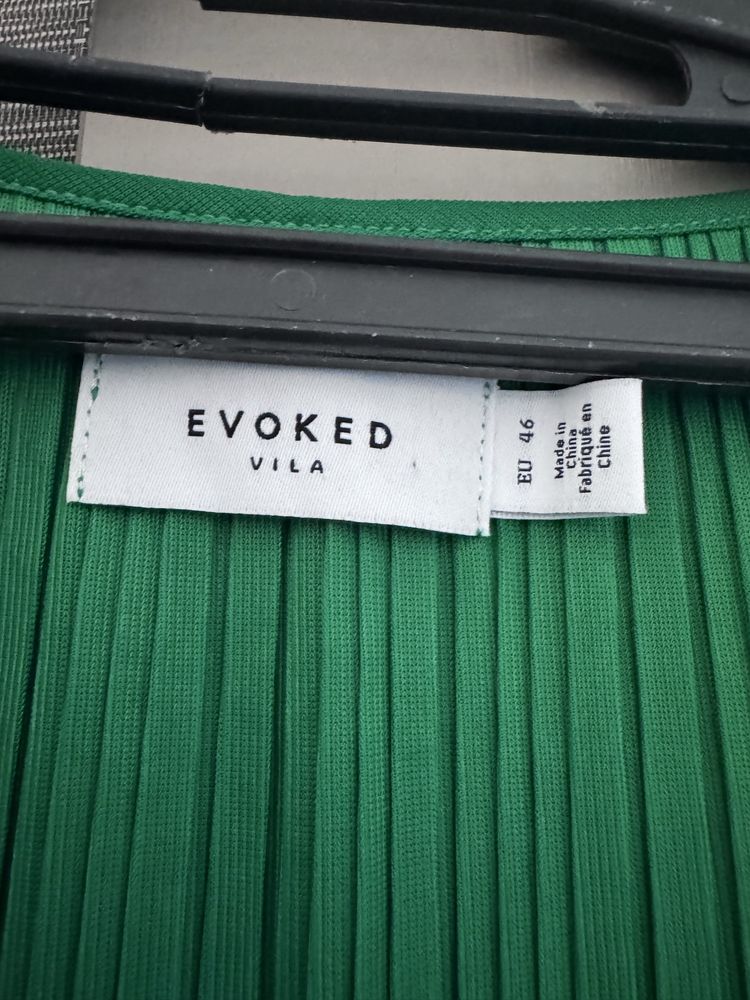 EVOKED
VILA
EU 46
Made in
China
Fabriqué en
Chine